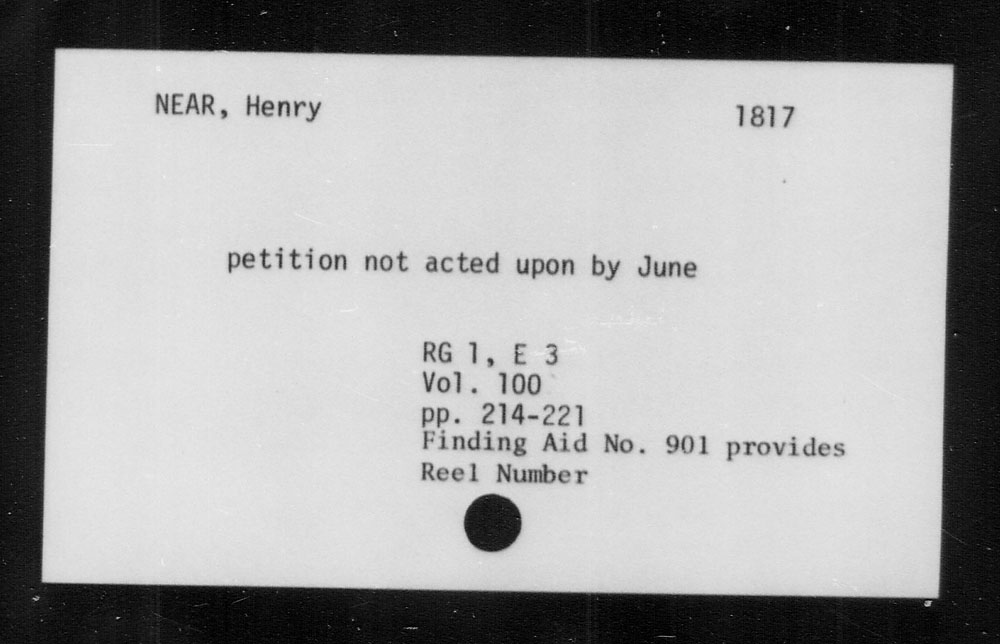 NEAR, Henry 1817
petition not acted upon by June
RG 1, E 3
Vol. 100
pp. 214-221
Finding Aid No. 901 provides
Reel Number